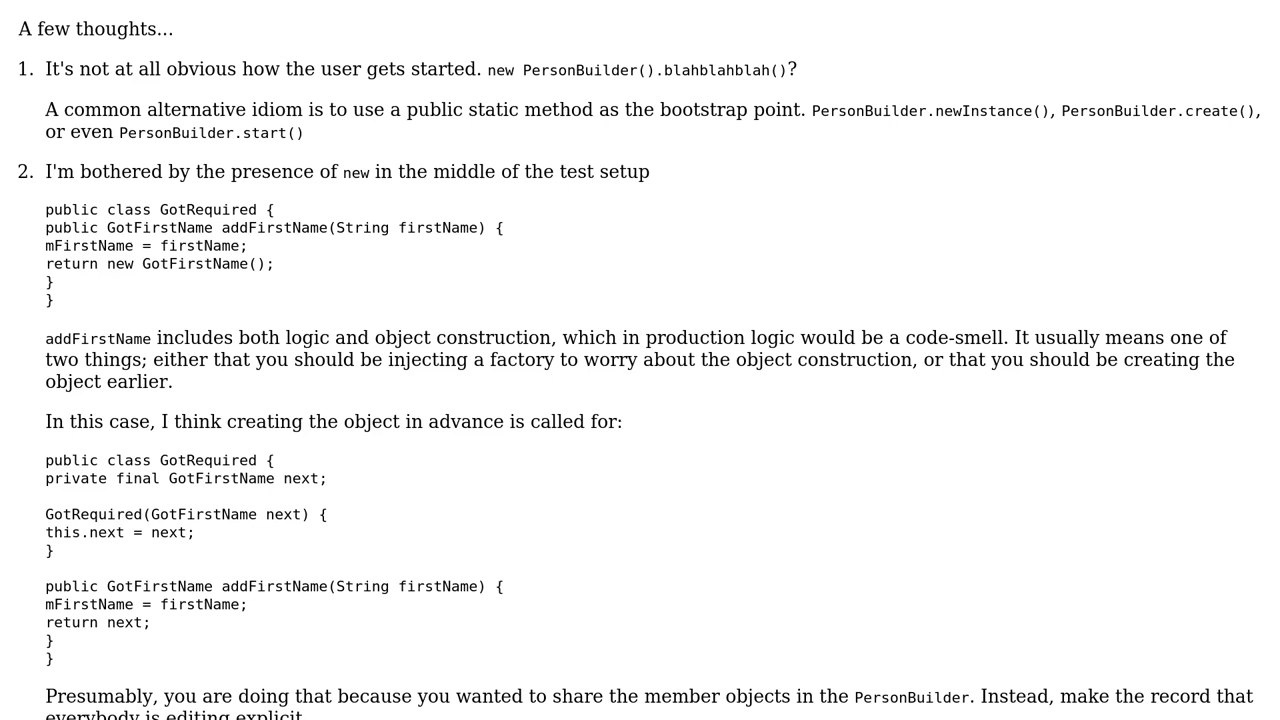 A few thoughts...
1. It's not at all obvious how the user gets started. new PersonBuilder().blahblahblah()?
A common alternative idiom is to use a public static method as the bootstrap point. PersonBuilder.newInstance(), PersonBuilder.create(),
or even PersonBuilder.start()
2. I'm bothered by the presence of new in the middle of the test setup
public class GotRequired {
public GotFirstName addFirstName(String firstName) {
mFirstName = firstName;
return new GotFirstName();
}
}
addFirstName includes both logic and object construction, which in production logic would be a code-smell. It usually means one of
two things; either that you should be injecting a factory to worry about the object construction, or that you should be creating the
object earlier.
In this case, I think creating the object in advance is called for:
public class GotRequired {
private final GotFirstName next;
GotRequired(GotFirstName next) {
this.next = next;
}
public GotFirstName addFirstName(String firstName) {
mFirstName = firstName;
return next;
}
}
Presumably, you are doing that because you wanted to share the member objects in the PersonBuilder. Instead, make the record that
everybody is editing explicit